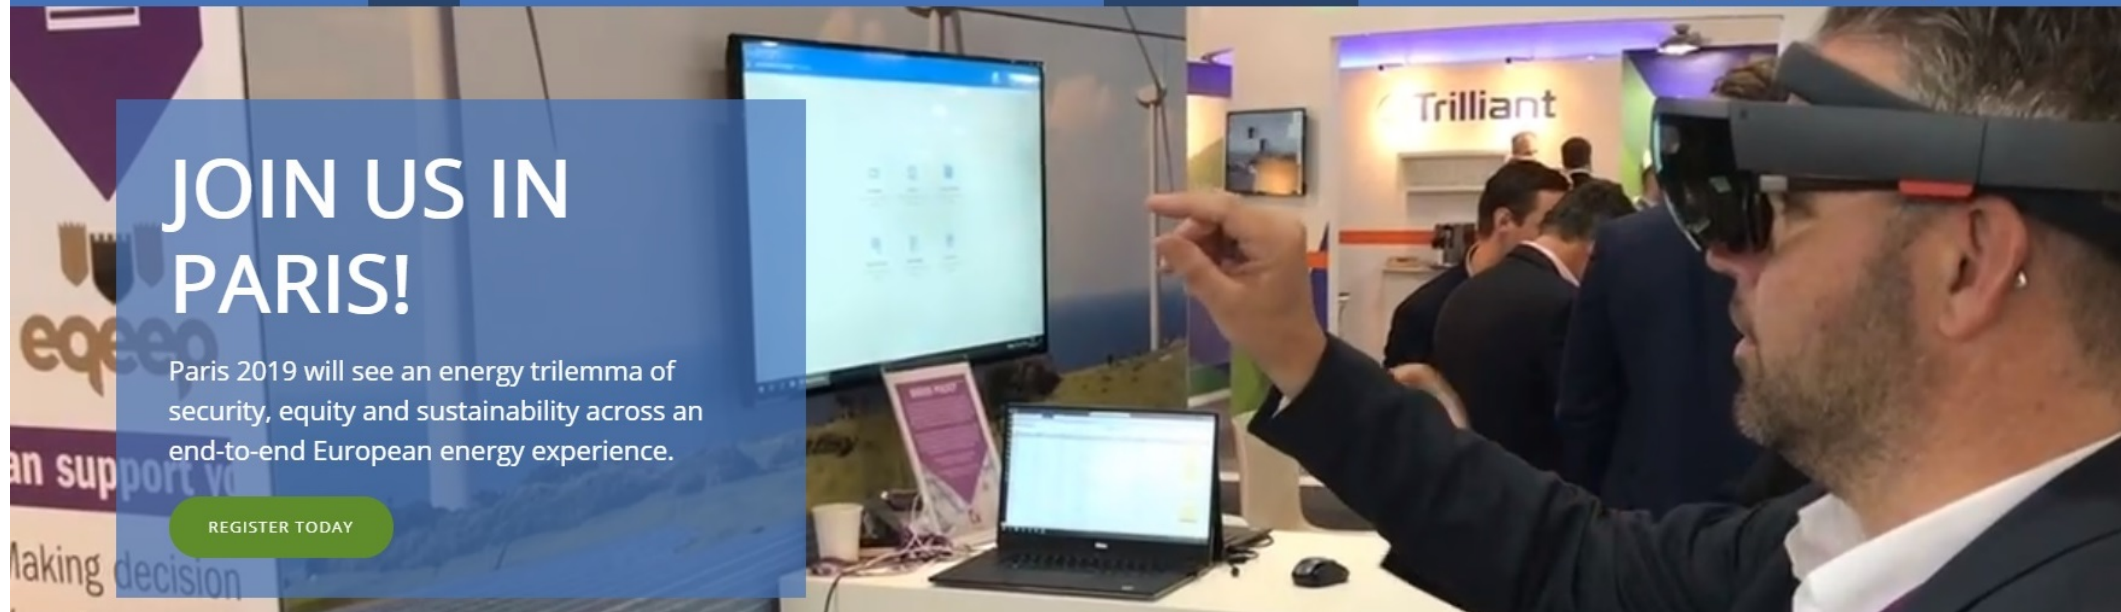 JOIN US IN
PARIS!
Paris 2019 will see an energy trilemma of
security, equity and sustainability across an
end-to-end European energy experience.
REGISTER TODAY
eqeep
an support
Making decision
Trilliant